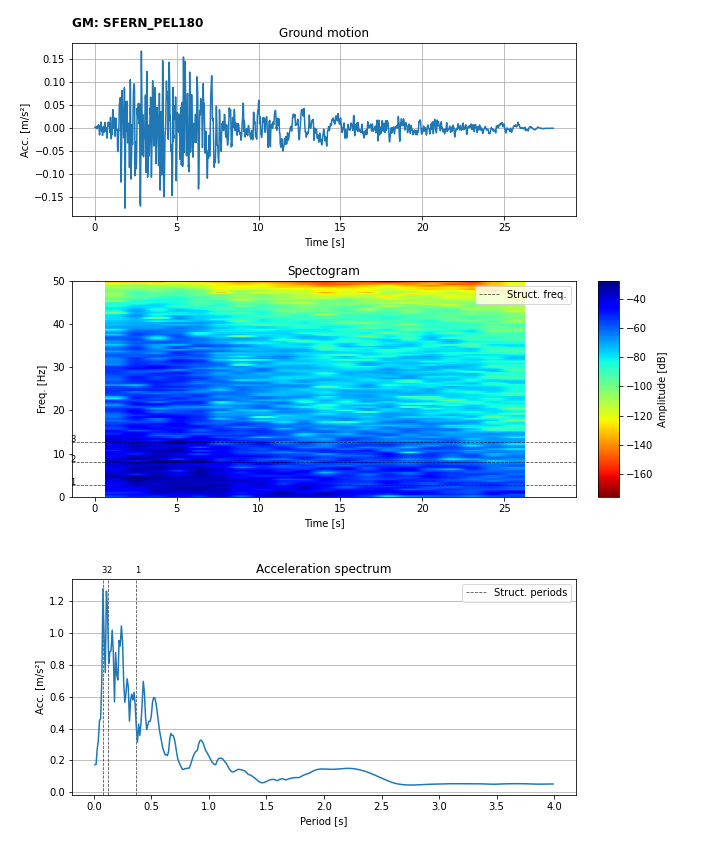 GM: SFERN_PEL180
Ground motion
0.15
0.10
0.05
0.00
−0.05
−0.10
−0.15
Acc. [m/s²]
0 5 10 15 20 25
Time [s]
Spectogram
50
40
30
20
10
0
Freq. [Hz]
3
2
1
Struct. freq.
0 5 10 15 20 25
Time [s]
−40
−60
−80
−100
−120
−140
−160
Amplitude [dB]
3 2 1
Acceleration spectrum
1.2
1.0
0.8
0.6
0.4
0.2
0.0
Acc. [m/s²]
Struct. periods
0.0 0.5 1.0 1.5 2.0 2.5 3.0 3.5 4.0
Period [s]